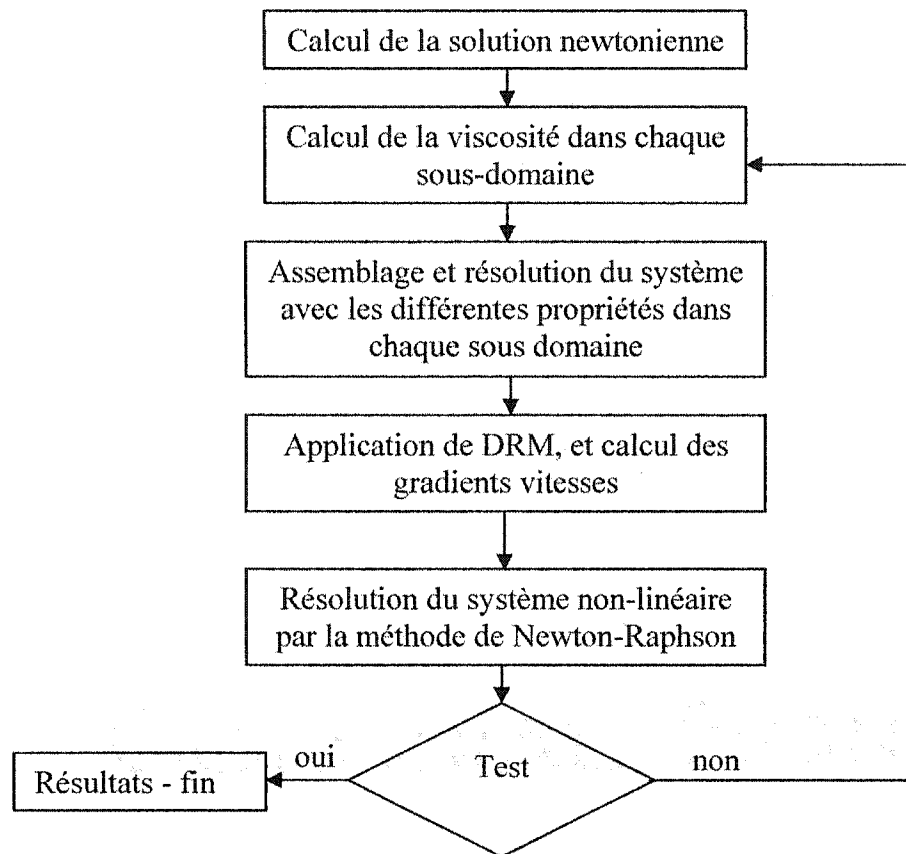 Calcul de la solution newtonienne
Calcul de la viscosité dans chaque
sous-domaine
Assemblage et résolution du système
avec les différentes propriétés dans
chaque sous domaine
Application de DRM, et calcul des
gradients vitesses
Résolution du système non-linéaire
par la méthode de Newton-Raphson
Test
oui
non
Résultats - fin